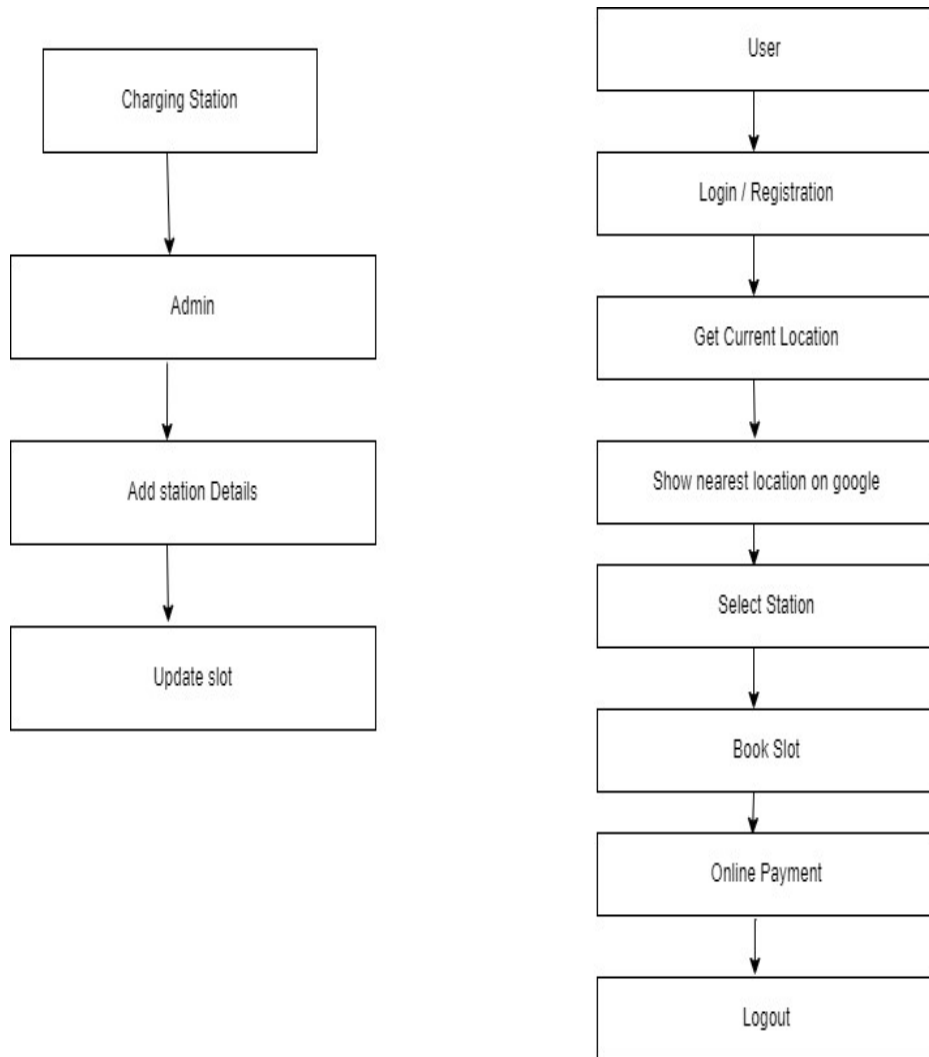 Charging Station
Admin
Add station Details
Update slot
User
Login / Registration
Get Current Location
Show nearest location on google
Select Station
Book Slot
Online Payment
Logout